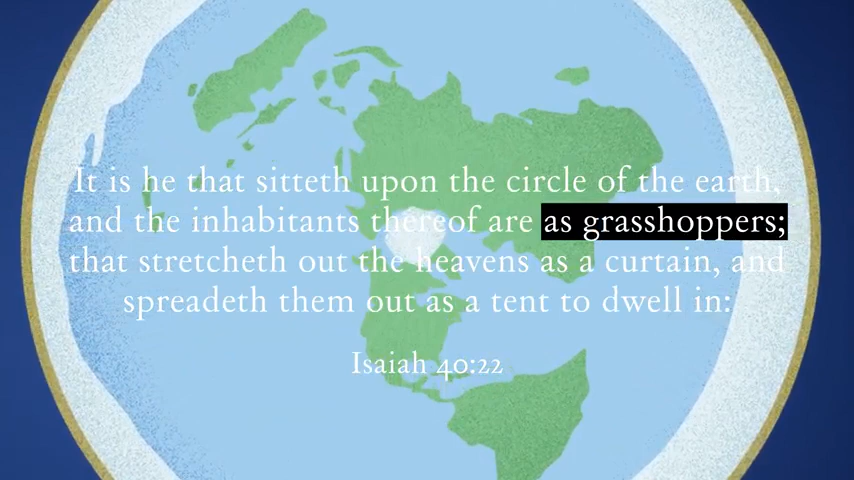 It is he that sitteth upon the circle of the earth,
and the inhabitants thereof are as grasshoppers;
that stretcheth out the heavens as a curtain, and
spreadeth them out as a tent to dwell in:
Isaiah 40:22